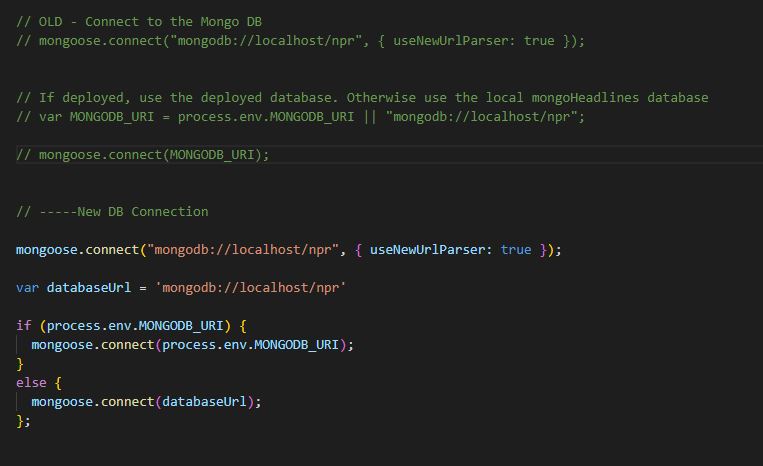 // OLD - Connect to the Mongo DB
// mongoose.connect("mongodb://localhost/npr", { useNewUrlParser: true });
// If deployed, use the deployed database. Otherwise use the local mongoHeadlines database
// var MONGODB_URI = process.env.MONGODB_URI || "mongodb://localhost/npr";
// mongoose.connect(MONGODB_URI);
// -----New DB Connection
mongoose.connect("mongodb://localhost/npr", { useNewUrlParser: true });
var databaseUrl = 'mongodb://localhost/npr'
if (process.env.MONGODB_URI) {
mongoose.connect(process.env.MONGODB_URI);
}
else {
mongoose.connect(databaseUrl);
};